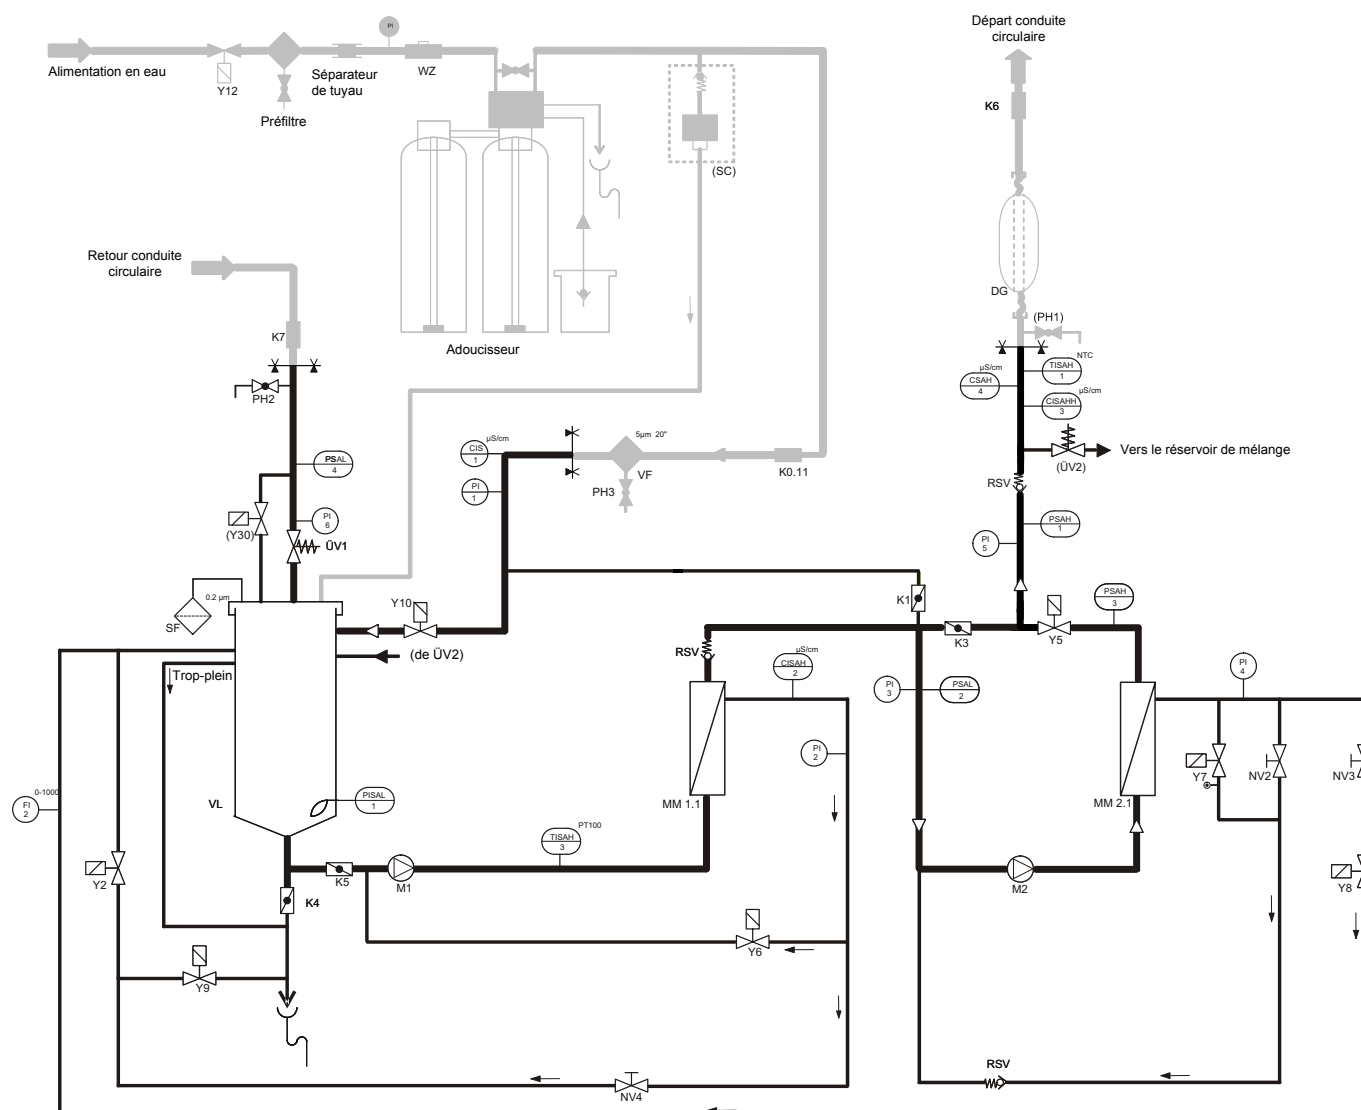 Départ conduite
circulaire
PI
Alimentation en eau
Y12
Séparateur
de tuyau
WZ
K6
Préfiltre
(SC)
Retour conduite
circulaire
DG
(PH1)
K7
Adoucisseur
NTC
µS/cm
TISAH
1
CSAH
4
µS/cm
PH2
CISAHH
3
µS/cm
CIS
1
5µm 20"
Vers le réservoir de mélange
PSAL
4
VF
K0.11
(ÜV2)
RSV
PI
1
PH3
PI
6
(Y30)
ÜV1
PSAH
1
PI
5
0.2 µm
SF
Y10
K1
PSAH
3
K3
Y5
(de ÜV2)
RSV
µS/cm
CISAH
2
Trop-plein
PI
3
PSAL
2
PI
4
PI
2
Y7
NV2
NV3
0-1000
FI
2
VL
PISAL
1
MM 1.1
MM 2.1
PT100
TISAH
3
Y2
K5
M1
M2
Y8
K4
Y6
Y9
RSV
NV4